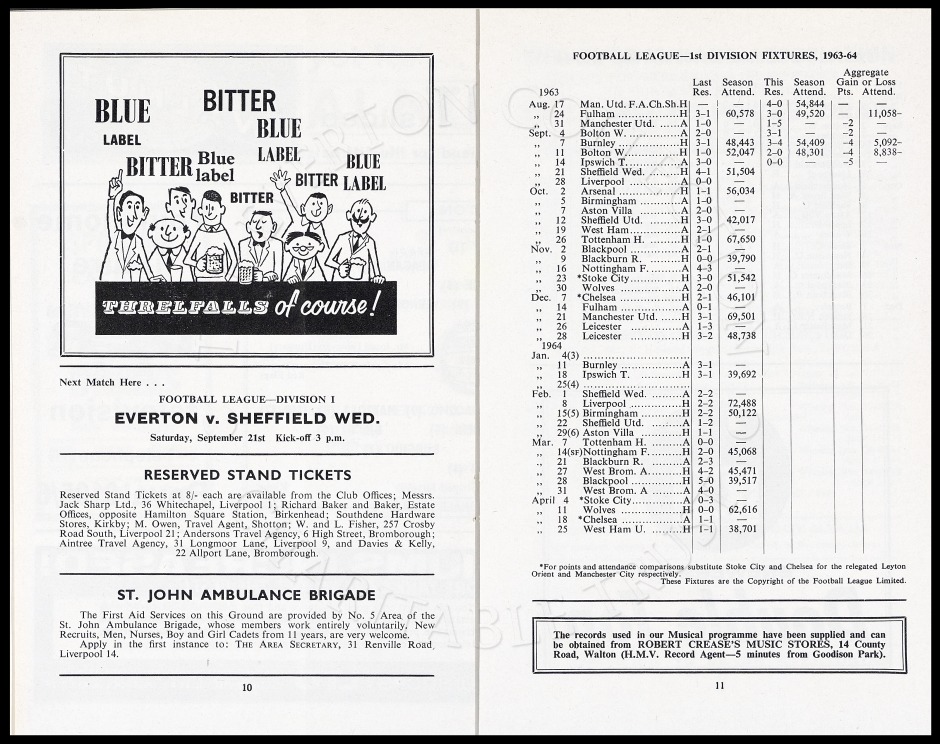 BLUE
LABEL
BITTER
BLUE
LABEL
BITTER
Blue
label
BITTER
BITTER
BLUE
LABEL
THRELFALLS of course!
Next Match Here . . .
FOOTBALL LEAGUE—DIVISION I
EVERTON v. SHEFFIELD WED.
Saturday, September 21st Kick-off 3 p.m.
RESERVED STAND TICKETS
Reserved Stand Tickets at 8/- each are available from the Club Offices; Messrs.
Jack Sharp Ltd., 36 Whitechapel, Liverpool 1; Richard Baker and Baker, Estate
Offices, opposite Hamilton Square Station, Birkenhead; Southdene Hardware
Stores, Kirkby; M. Owen, Travel Agent, Shotton; W. and L. Fisher, 257 Crosby
Road South, Liverpool 21; Andersons Travel Agency, 6 High Street, Bromborough;
Aintree Travel Agency, 31 Longmoor Lane, Liverpool 9, and Davies & Kelly,
22 Allport Lane, Bromborough.
ST. JOHN AMBULANCE BRIGADE
The First Aid Services on this Ground are provided by No. 5 Area of the
St. John Ambulance Brigade, whose members work entirely voluntarily. New
Recruits, Men, Nurses, Boy and Girl Cadets from 11 years, are very welcome.
Apply in the first instance to: THE AREA SECRETARY, 31 Renville Road,
Liverpool 14.
10
FOOTBALL LEAGUE—1st DIVISION FIXTURES, 1963-64
Aggregate
Last Season This Season Gain or Loss
1963 Res. Attend. Res. Attend. Pts. Attend.
Aug. 17 Man. Utd. F.A.Ch.Sh.H — — 4–0 54,844 — —
„ 24 Fulham ..................H 3–1 60,578 3–0 49,520 — 11,058–
„ 31 Manchester Utd. ......A 1–0 — 1–5 — –2 —
Sept. 4 Bolton W. ...............A 2–0 — 3–1 — –2 —
„ 7 Burnley ..................H 3–1 48,443 3–4 54,409 –4 5,092–
„ 11 Bolton W. ...............H 1–0 52,047 2–0 48,301 –4 8,838–
„ 14 Ipswich T. ...............A 3–0 — 0–0 –5 —
„ 21 Sheffield Wed. .........H 4–1 51,504
„ 28 Liverpool ...............A 0–0 —
Oct. 2 Arsenal ..................H 1–1 56,034
„ 5 Birmingham ............A 1–0 —
„ 7 Aston Villa ............A 2–0 —
„ 12 Sheffield Utd. .........H 3–0 42,017
„ 19 West Ham ...............A 2–1 —
„ 26 Tottenham H. .........H 1–0 67,650
Nov. 2 Blackpool ...............A 2–1 —
„ 9 Blackburn R. .........H 0–0 39,790
„ 16 Nottingham F. .........A 4–3 —
„ 23 *Stoke City ...............H 3–0 51,542
„ 30 Wolves ..................A 2–0 —
Dec. 7 *Chelsea ..................H 2–1 46,101
„ 14 Fulham ..................A 0–1 —
„ 21 Manchester Utd. ......H 3–1 69,501
„ 26 Leicester ...............A 1–3 —
„ 28 Leicester ...............H 3–2 48,738
1964
Jan. 4(3) ...........................
„ 11 Burnley ..................A 3–1 —
„ 18 Ipswich T. ...............H 3–1 39,692
„ 25(4) ...........................
Feb. 1 Sheffield Wed. .........A 2–2 —
„ 8 Liverpool ...............H 2–2 72,488
„ 15(5) Birmingham ............H 2–2 50,122
„ 22 Sheffield Utd. .........A 1–2 —
„ 29(6) Aston Villa ............H 1–1 —
Mar. 7 Tottenham H. .........A 0–0 —
„ 14(SF) Nottingham F. .........H 2–0 45,068
„ 21 Blackburn R. .........A 2–3 —
„ 27 West Brom. A. .........H 4–2 45,471
„ 28 Blackpool ...............H 5–0 39,517
„ 31 West Brom. A .........A 4–0 —
April 4 *Stoke City ...............A 0–3 —
„ 11 Wolves ..................H 0–0 62,616
„ 18 *Chelsea ..................A 1–1 —
„ 25 West Ham U. .........H 1–1 38,701
*For points and attendance comparisons substitute Stoke City and Chelsea for the relegated Leyton
Orient and Manchester City respectively.
These Fixtures are the Copyright of the Football League Limited.
The records used in our Musical programme have been supplied and can
be obtained from ROBERT CREASE'S MUSIC STORES, 14 County
Road, Walton (H.M.V. Record Agent—5 minutes from Goodison Park).
11